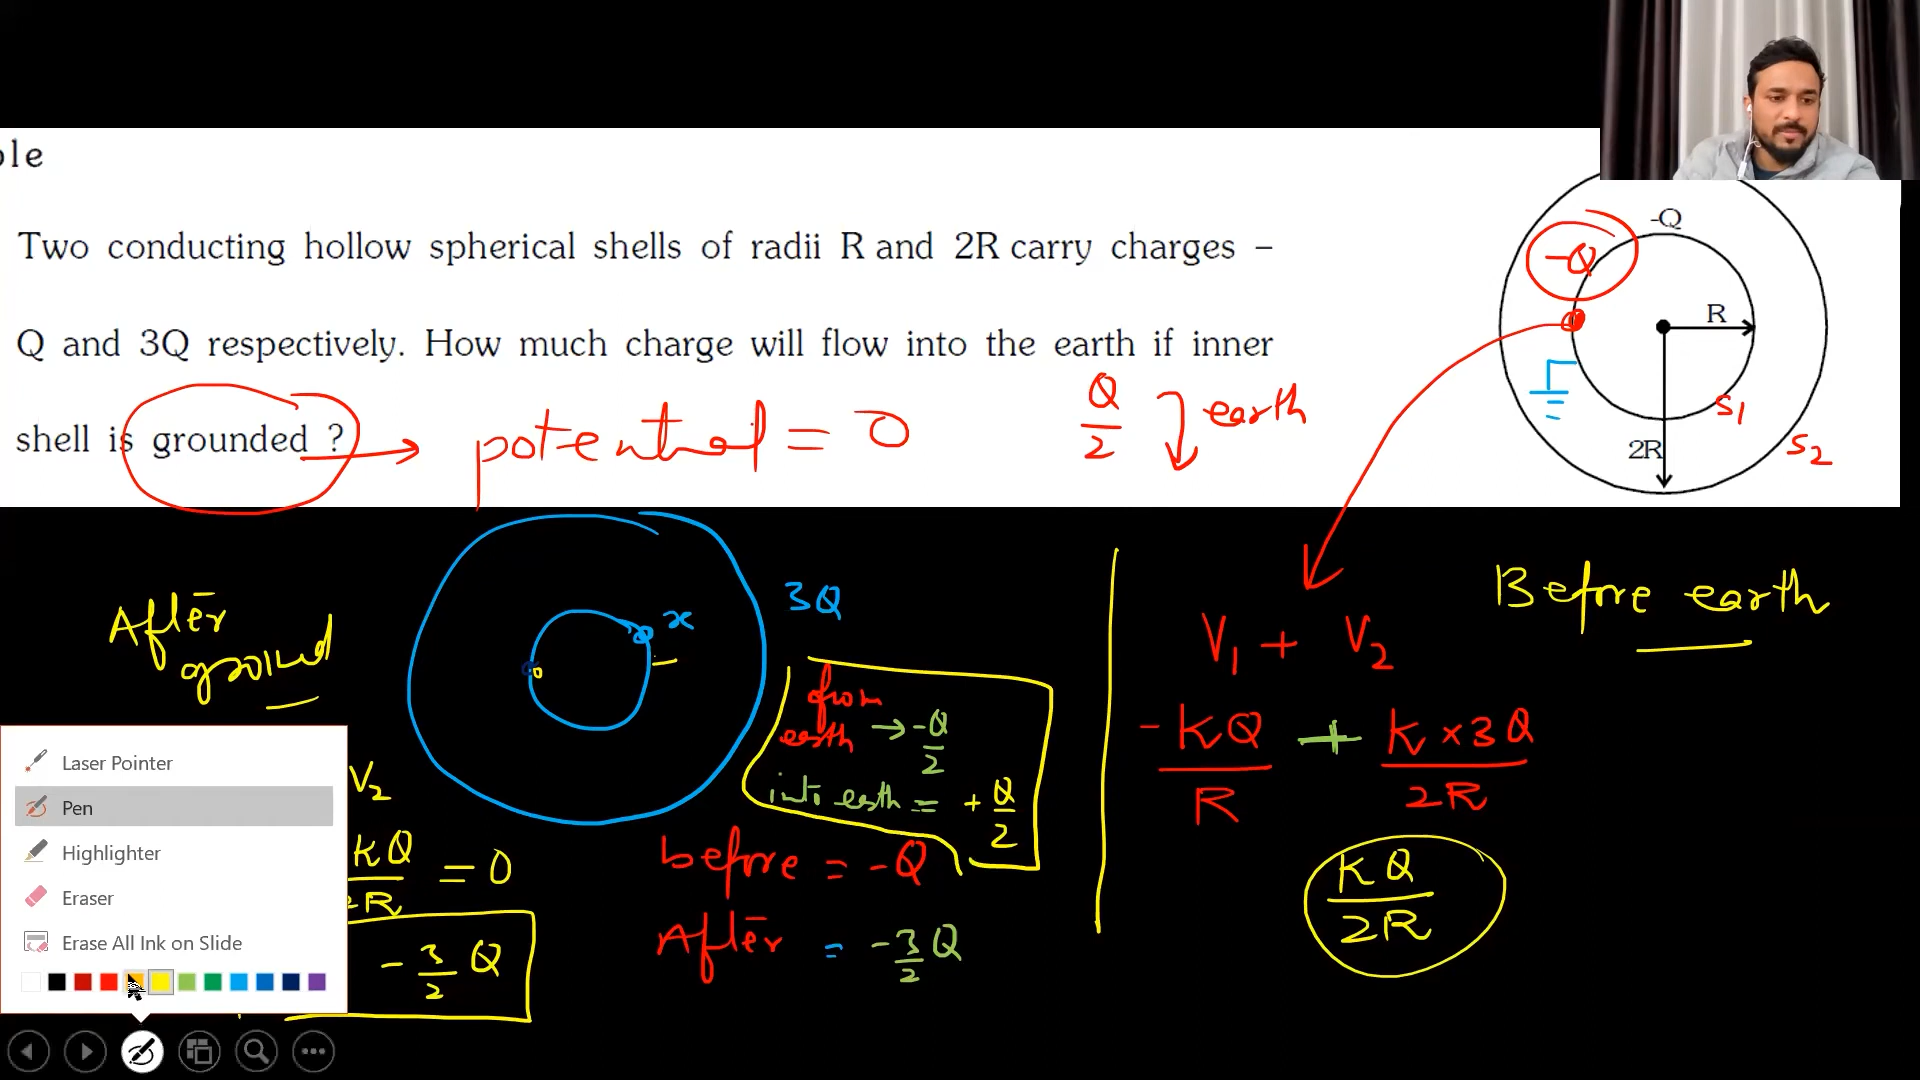 ole
Two conducting hollow spherical shells of radii R and 2R carry charges –
Q and 3Q respectively. How much charge will flow into the earth if inner
shell is grounded ?
potential = 0
Q/2 earth
-Q
-Q
R
2R
S1
S2
After
ground
3Q
x
from
earth → -Q/2
into earth = + Q/2
Before earth
V1 + V2
-KQ/R + K×3Q/2R
KQ/2R
V2
KQ/2R = 0
-3/2 Q
before = -Q
After = -3/2 Q
Laser Pointer
Pen
Highlighter
Eraser
Erase All Ink on Slide